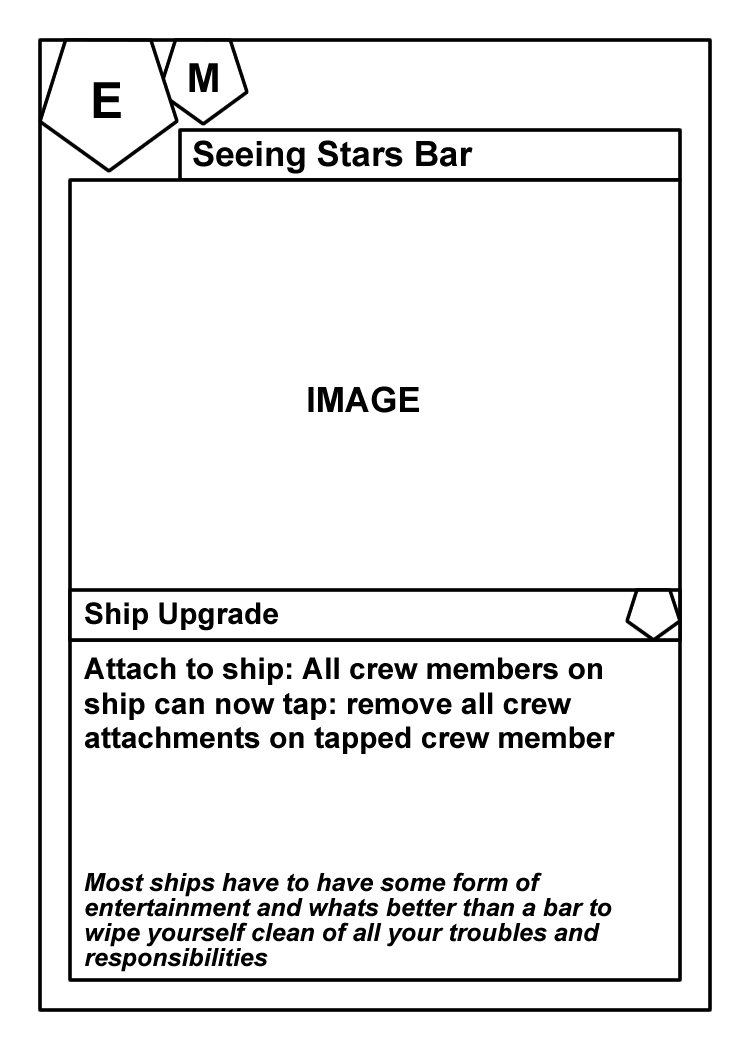 E
M
Seeing Stars Bar
IMAGE
Ship Upgrade
Attach to ship: All crew members on
ship can now tap: remove all crew
attachments on tapped crew member
Most ships have to have some form of
entertainment and whats better than a bar to
wipe yourself clean of all your troubles and
responsibilities